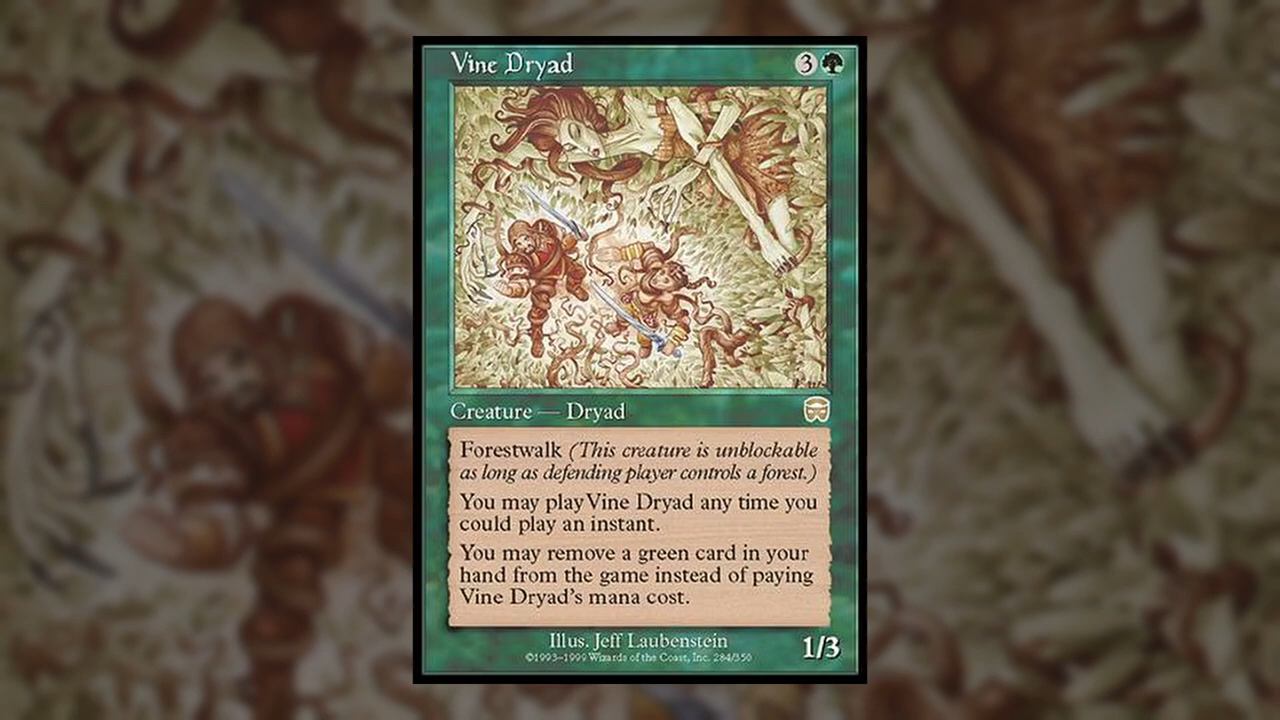 Vine Dryad 3
Creature — Dryad
Forestwalk (This creature is unblockable
as long as defending player controls a forest.)
You may play Vine Dryad any time you
could play an instant.
You may remove a green card in your
hand from the game instead of paying
Vine Dryad's mana cost.
Illus. Jeff Laubenstein
©1993–1999 Wizards of the Coast, Inc. 284/350
1/3